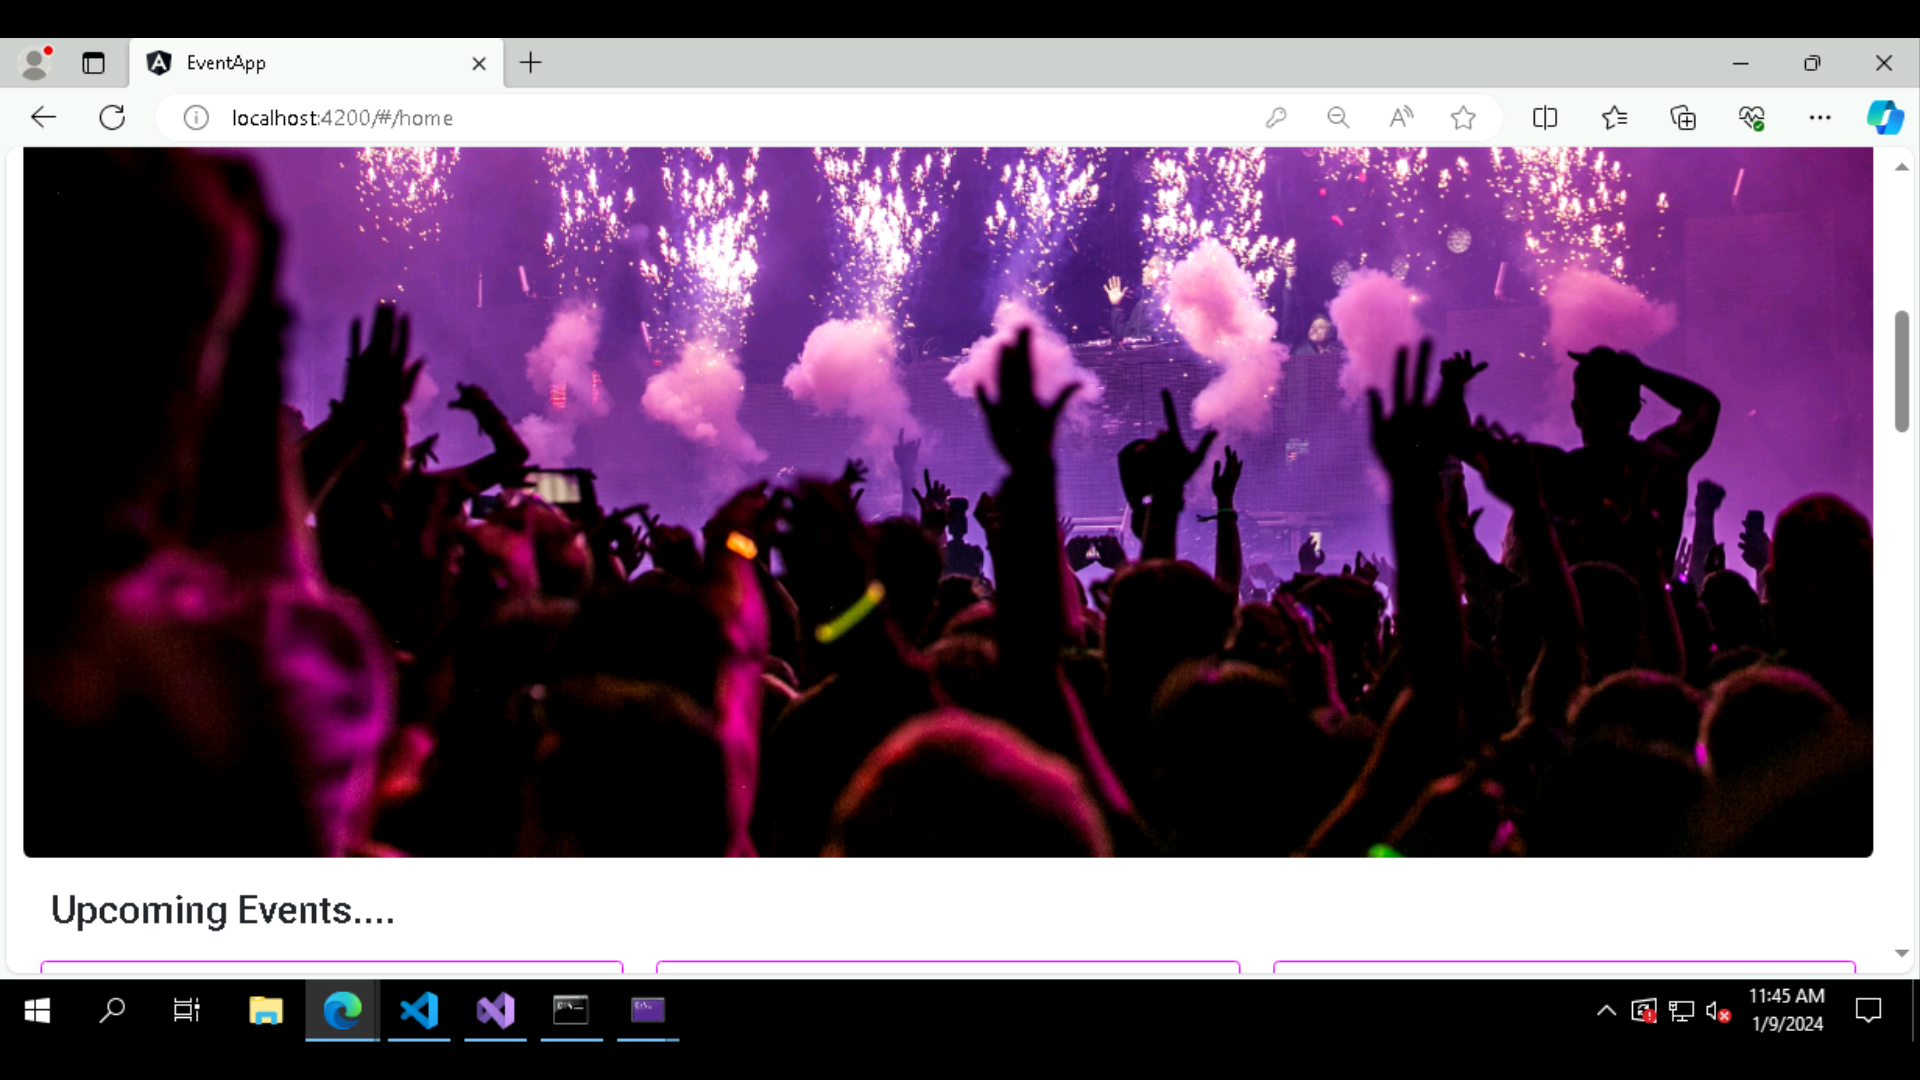 EventApp
localhost:4200/#/home
Upcoming Events....
11:45 AM
1/9/2024